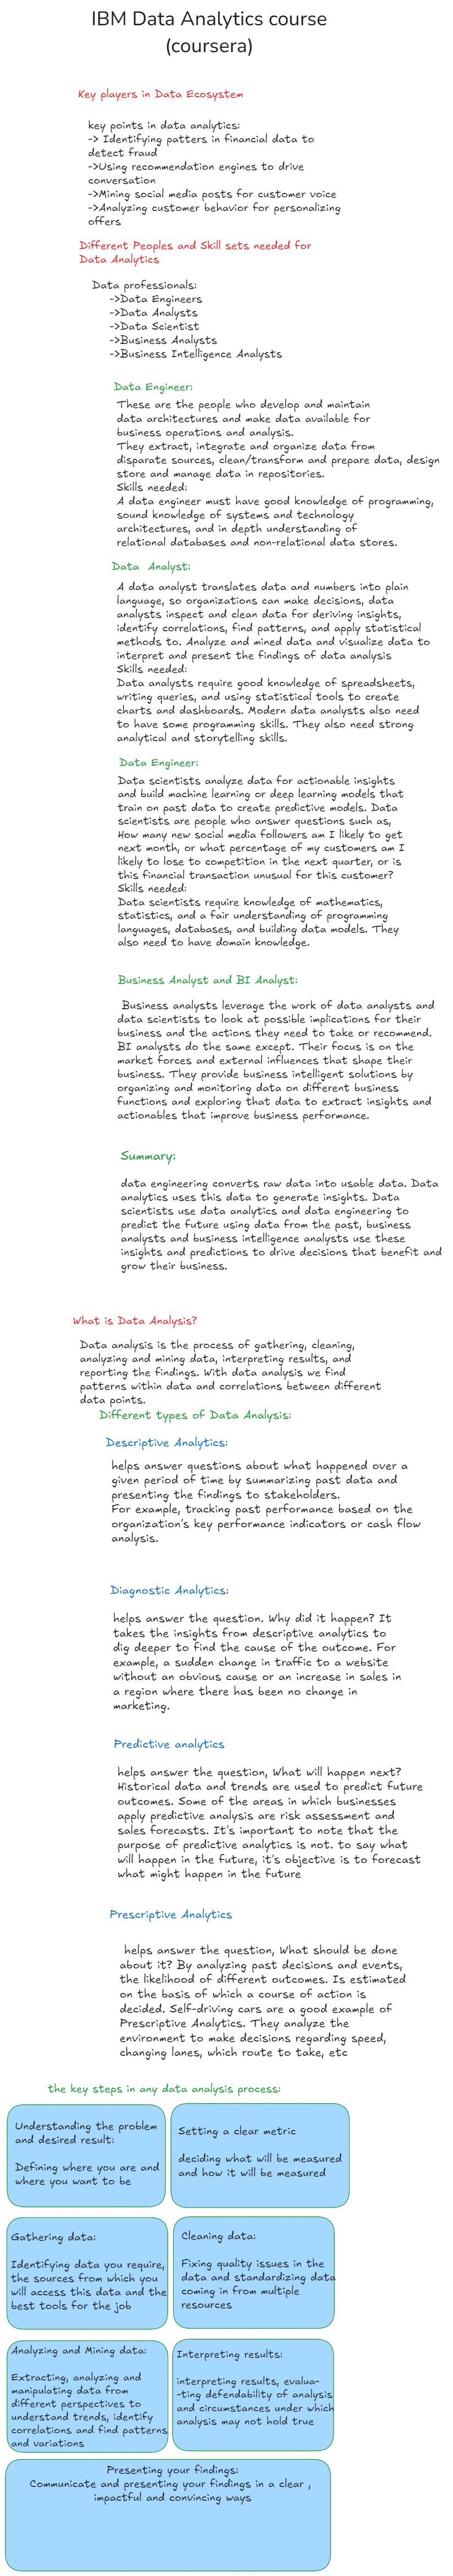 IBM Data Analytics course
(coursera)
Key players in Data Ecosystem
key points in data analytics:
-> Identifying patters in financial data to
detect fraud
->Using recommendation engines to drive
conversation
->Mining social media posts for customer voice
->Analyzing customer behavior for personalizing
offers
Different Peoples and Skill sets needed for
Data Analytics
Data professionals:
->Data Engineers
->Data Analysts
->Data Scientist
->Business Analysts
->Business Intelligence Analysts
Data Engineer:
These are the people who develop and maintain
data architectures and make data available for
business operations and analysis.
They extract, integrate and organize data from
disparate sources, clean/transform and prepare data, design
store and manage data in repositories.
Skills needed:
A data engineer must have good knowledge of programming,
sound knowledge of systems and technology
architectures, and in depth understanding of
relational databases and non-relational data stores.
Data  Analyst:
A data analyst translates data and numbers into plain
language, so organizations can make decisions, data
analysts inspect and clean data for deriving insights,
identify correlations, find patterns, and apply statistical
methods to. Analyze and mined data and visualize data to
interpret and present the findings of data analysis
Skills needed:
Data analysts require good knowledge of spreadsheets,
writing queries, and using statistical tools to create
charts and dashboards. Modern data analysts also need
to have some programming skills. They also need strong
analytical and storytelling skills.
Data Engineer:
Data scientists analyze data for actionable insights
and build machine learning or deep learning models that
train on past data to create predictive models. Data
scientists are people who answer questions such as,
How many new social media followers am I likely to get
next month, or what percentage of my customers am I
likely to lose to competition in the next quarter, or is
this financial transaction unusual for this customer?
Skills needed:
Data scientists require knowledge of mathematics,
statistics, and a fair understanding of programming
languages, databases, and building data models. They
also need to have domain knowledge.
Business Analyst and BI Analyst:
Business analysts leverage the work of data analysts and
data scientists to look at possible implications for their
business and the actions they need to take or recommend.
BI analysts do the same except. Their focus is on the
market forces and external influences that shape their
business. They provide business intelligent solutions by
organizing and monitoring data on different business
functions and exploring that data to extract insights and
actionables that improve business performance.
Summary:
data engineering converts raw data into usable data. Data
analytics uses this data to generate insights. Data
scientists use data analytics and data engineering to
predict the future using data from the past, business
analysts and business intelligence analysts use these
insights and predictions to drive decisions that benefit and
grow their business.
What is Data Analysis?
Data analysis is the process of gathering, cleaning,
analyzing and mining data, interpreting results, and
reporting the findings. With data analysis we find
patterns within data and correlations between different
data points.
Different types of Data Analysis:
Descriptive Analytics:
helps answer questions about what happened over a
given period of time by summarizing past data and
presenting the findings to stakeholders.
For example, tracking past performance based on the
organization's key performance indicators or cash flow
analysis.
Diagnostic Analytics:
helps answer the question. Why did it happen? It
takes the insights from descriptive analytics to
dig deeper to find the cause of the outcome. For
example, a sudden change in traffic to a website
without an obvious cause or an increase in sales in
a region where there has been no change in
marketing.
Predictive analytics
helps answer the question, What will happen next?
Historical data and trends are used to predict future
outcomes. Some of the areas in which businesses
apply predictive analysis are risk assessment and
sales forecasts. It's important to note that the
purpose of predictive analytics is not. to say what
will happen in the future, it's objective is to forecast
what might happen in the future
Prescriptive Analytics
helps answer the question, What should be done
about it? By analyzing past decisions and events,
the likelihood of different outcomes. Is estimated
on the basis of which a course of action is
decided. Self-driving cars are a good example of
Prescriptive Analytics. They analyze the
environment to make decisions regarding speed,
changing lanes, which route to take, etc
the key steps in any data analysis process:
Understanding the problem
and desired result:
Defining where you are and
where you want to be
Setting a clear metric
deciding what will be measured
and how it will be measured
Gathering data:
Identifying data you require,
the sources from which you
will access this data and the
best tools for the job
Cleaning data:
Fixing quality issues in the
data and standardizing data
coming in from multiple
resources
Analyzing and Mining data:
Extracting, analyzing and
manipulating data from
different perspectives to
understand trends, identify
correlations and find patterns
and variations
Interpreting results:
interpreting results, evalua-
-ting defendability of analysis
and circumstances under which
analysis may not hold true
Presenting your findings:
Communicate and presenting your findings in a clear ,
impactful and convincing ways